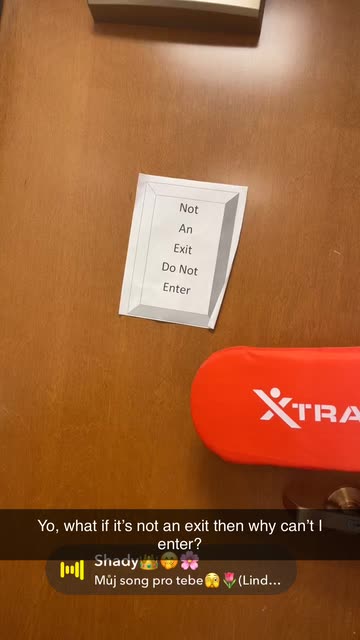 Not
An
Exit
Do Not
Enter
XTRA
Yo, what if it's not an exit then why can't I
enter?
Shady👑🤭🌸
Můj song pro tebe🫣🌷(Lind...